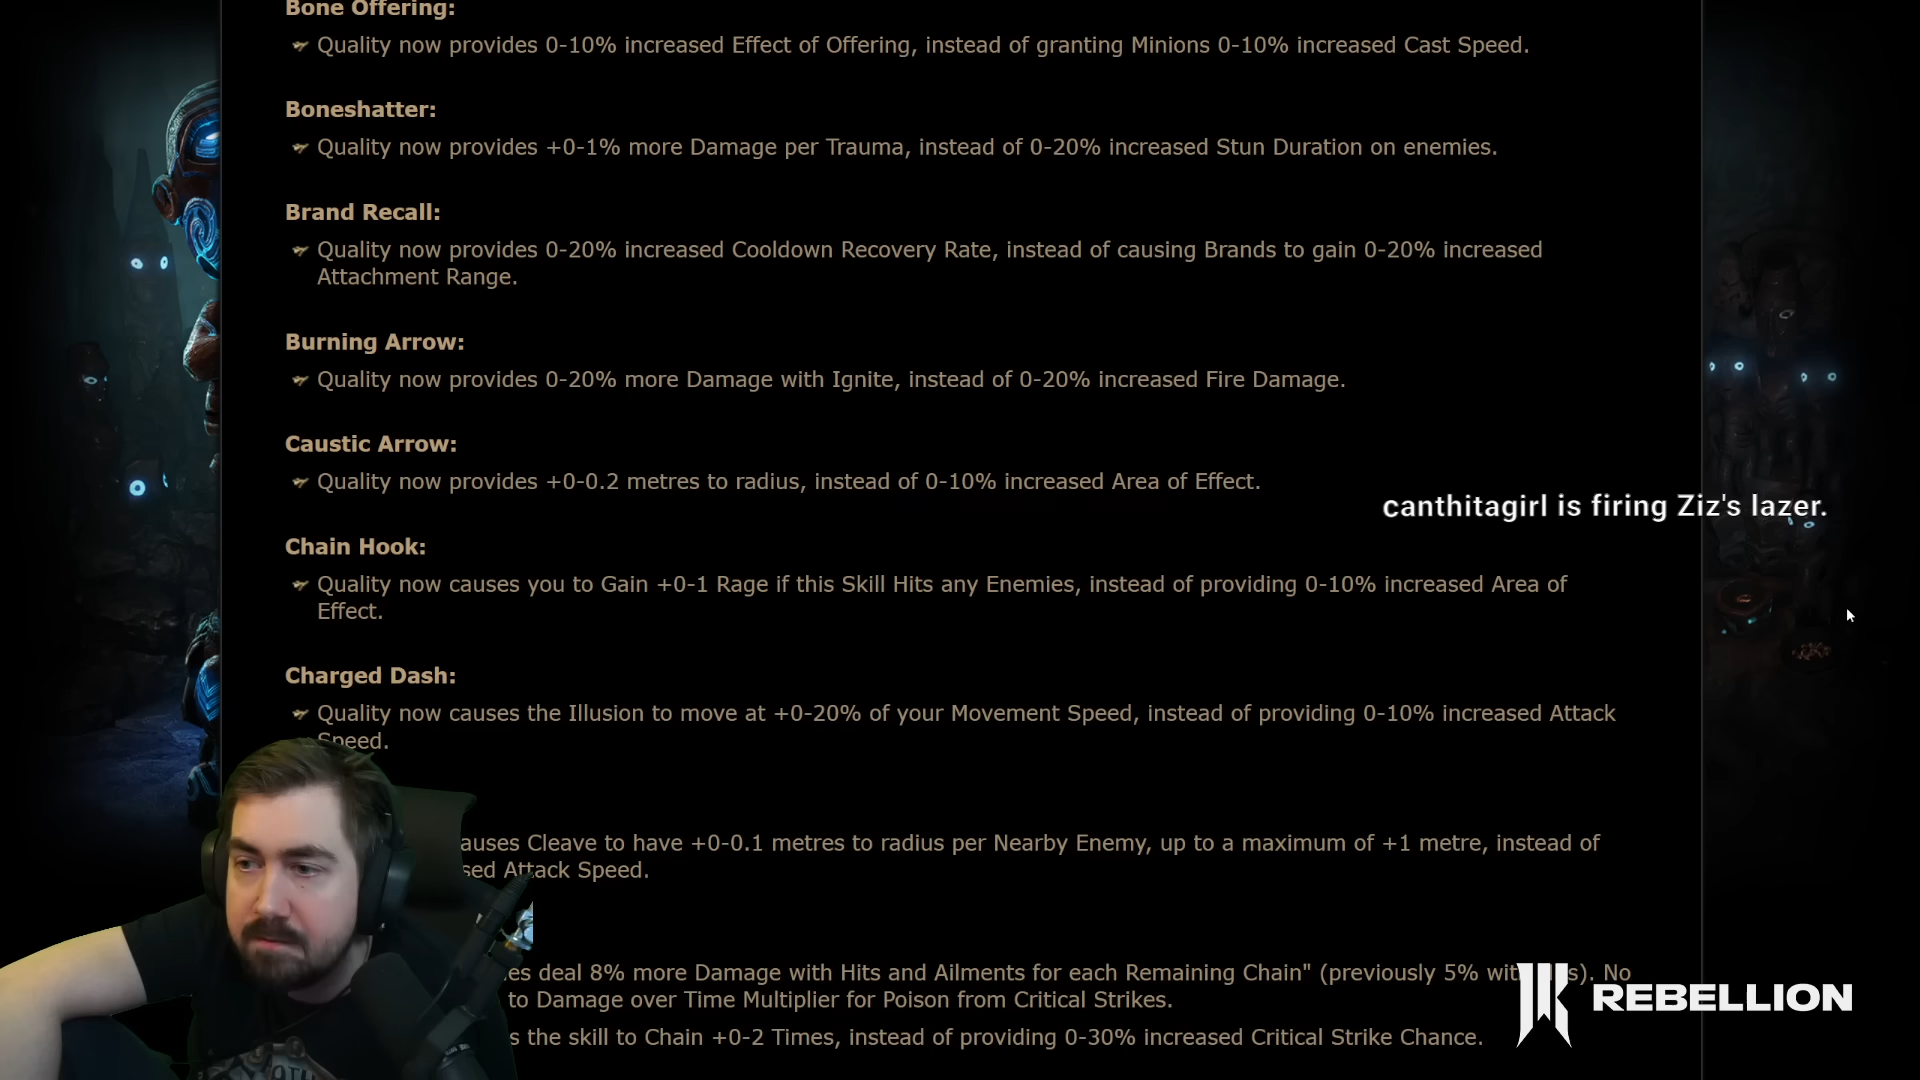 Bone Offering:
Quality now provides 0-10% increased Effect of Offering, instead of granting Minions 0-10% increased Cast Speed.
Boneshatter:
Quality now provides +0-1% more Damage per Trauma, instead of 0-20% increased Stun Duration on enemies.
Brand Recall:
Quality now provides 0-20% increased Cooldown Recovery Rate, instead of causing Brands to gain 0-20% increased
Attachment Range.
Burning Arrow:
Quality now provides 0-20% more Damage with Ignite, instead of 0-20% increased Fire Damage.
Caustic Arrow:
Quality now provides +0-0.2 metres to radius, instead of 0-10% increased Area of Effect.
canthitagirl is firing Ziz's lazer.
Chain Hook:
Quality now causes you to Gain +0-1 Rage if this Skill Hits any Enemies, instead of providing 0-10% increased Area of
Effect.
Charged Dash:
Quality now causes the Illusion to move at +0-20% of your Movement Speed, instead of providing 0-10% increased Attack
Speed.
Cleave to have +0-0.1 metres to radius per Nearby Enemy, up to a maximum of +1 metre, instead of
Attack Speed.
deal 8% more Damage with Hits and Ailments for each Remaining Chain" (previously 5% No
to Damage over Time Multiplier for Poison from Critical Strikes.
the skill to Chain +0-2 Times, instead of providing 0-30% increased Critical Strike Chance.
REBELLION